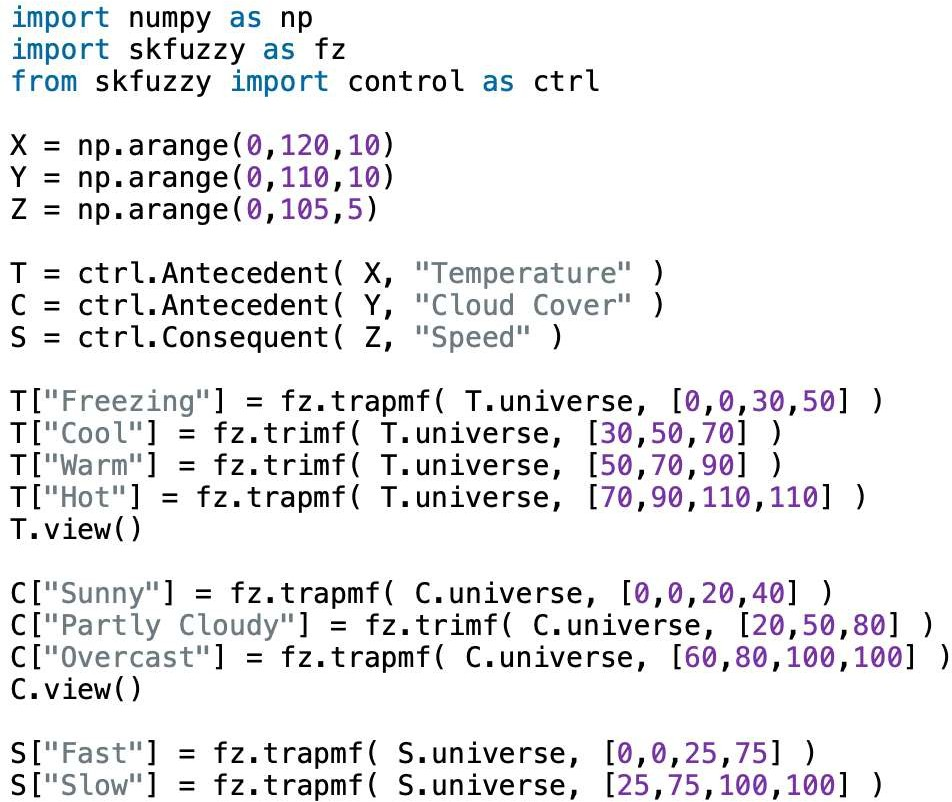 import numpy as np
import skfuzzy as fz
from skfuzzy import control as ctrl
X = np.arange(0,120,10)
Y = np.arange(0,110,10)
Z = np.arange(0,105,5)
T = ctrl.Antecedent( X, "Temperature" )
C = ctrl.Antecedent( Y, "Cloud Cover" )
S = ctrl.Consequent( Z, "Speed" )
T["Freezing"] = fz.trapmf( T.universe, [0,0,30,50] )
T["Cool"] = fz.trimf( T.universe, [30,50,70] )
T["Warm"] = fz.trimf( T.universe, [50,70,90] )
T["Hot"] = fz.trapmf( T.universe, [70,90,110,110] )
T.view()
C["Sunny"] = fz.trapmf( C.universe, [0,0,20,40] )
C["Partly Cloudy"] = fz.trimf( C.universe, [20,50,80] )
C["Overcast"] = fz.trapmf( C.universe, [60,80,100,100] )
C.view()
S["Fast"] = fz.trapmf( S.universe, [0,0,25,75] )
S["Slow"] = fz.trapmf( S.universe, [25,75,100,100] )